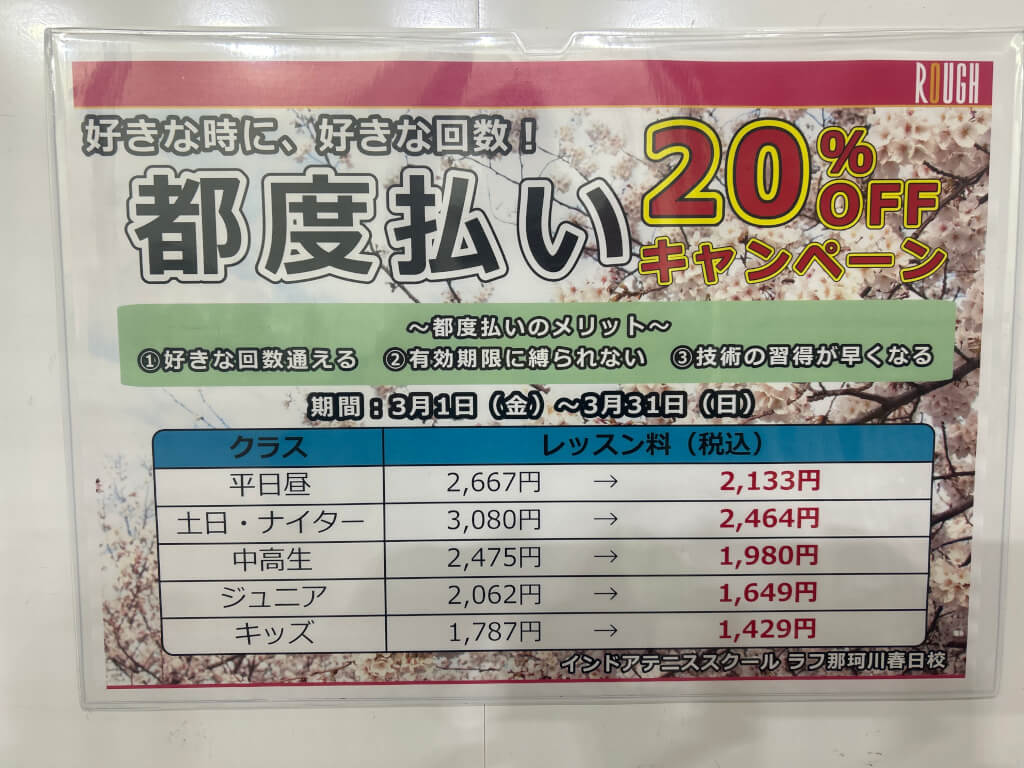 ROUGH
好きな時に、好きな回数！
都度払い
20%OFF
キャンペーン
～都度払いのメリット～
①好きな回数通える ②有効期限に縛られない ③技術の習得が早くなる
期間：3月1日（金）～3月31日（日）
クラス レッスン料（税込）
平日昼 2,667円 → 2,133円
土日・ナイター 3,080円 → 2,464円
中高生 2,475円 → 1,980円
ジュニア 2,062円 → 1,649円
キッズ 1,787円 → 1,429円
インドアテニススクール ラフ那珂川春日校